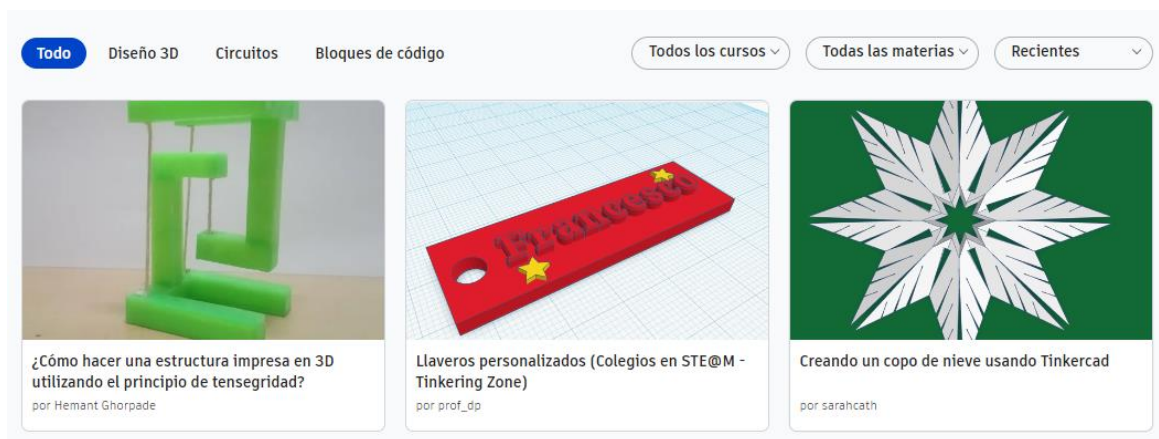 Todo Diseño 3D Circuitos Bloques de código Todos los cursos Todas las materias Recientes
Francesco
¿Cómo hacer una estructura impresa en 3D
utilizando el principio de tensegridad?
por Hemant Ghorpade
Llaveros personalizados (Colegios en STE@M -
Tinkering Zone)
por prof_dp
Creando un copo de nieve usando Tinkercad
por sarahcath